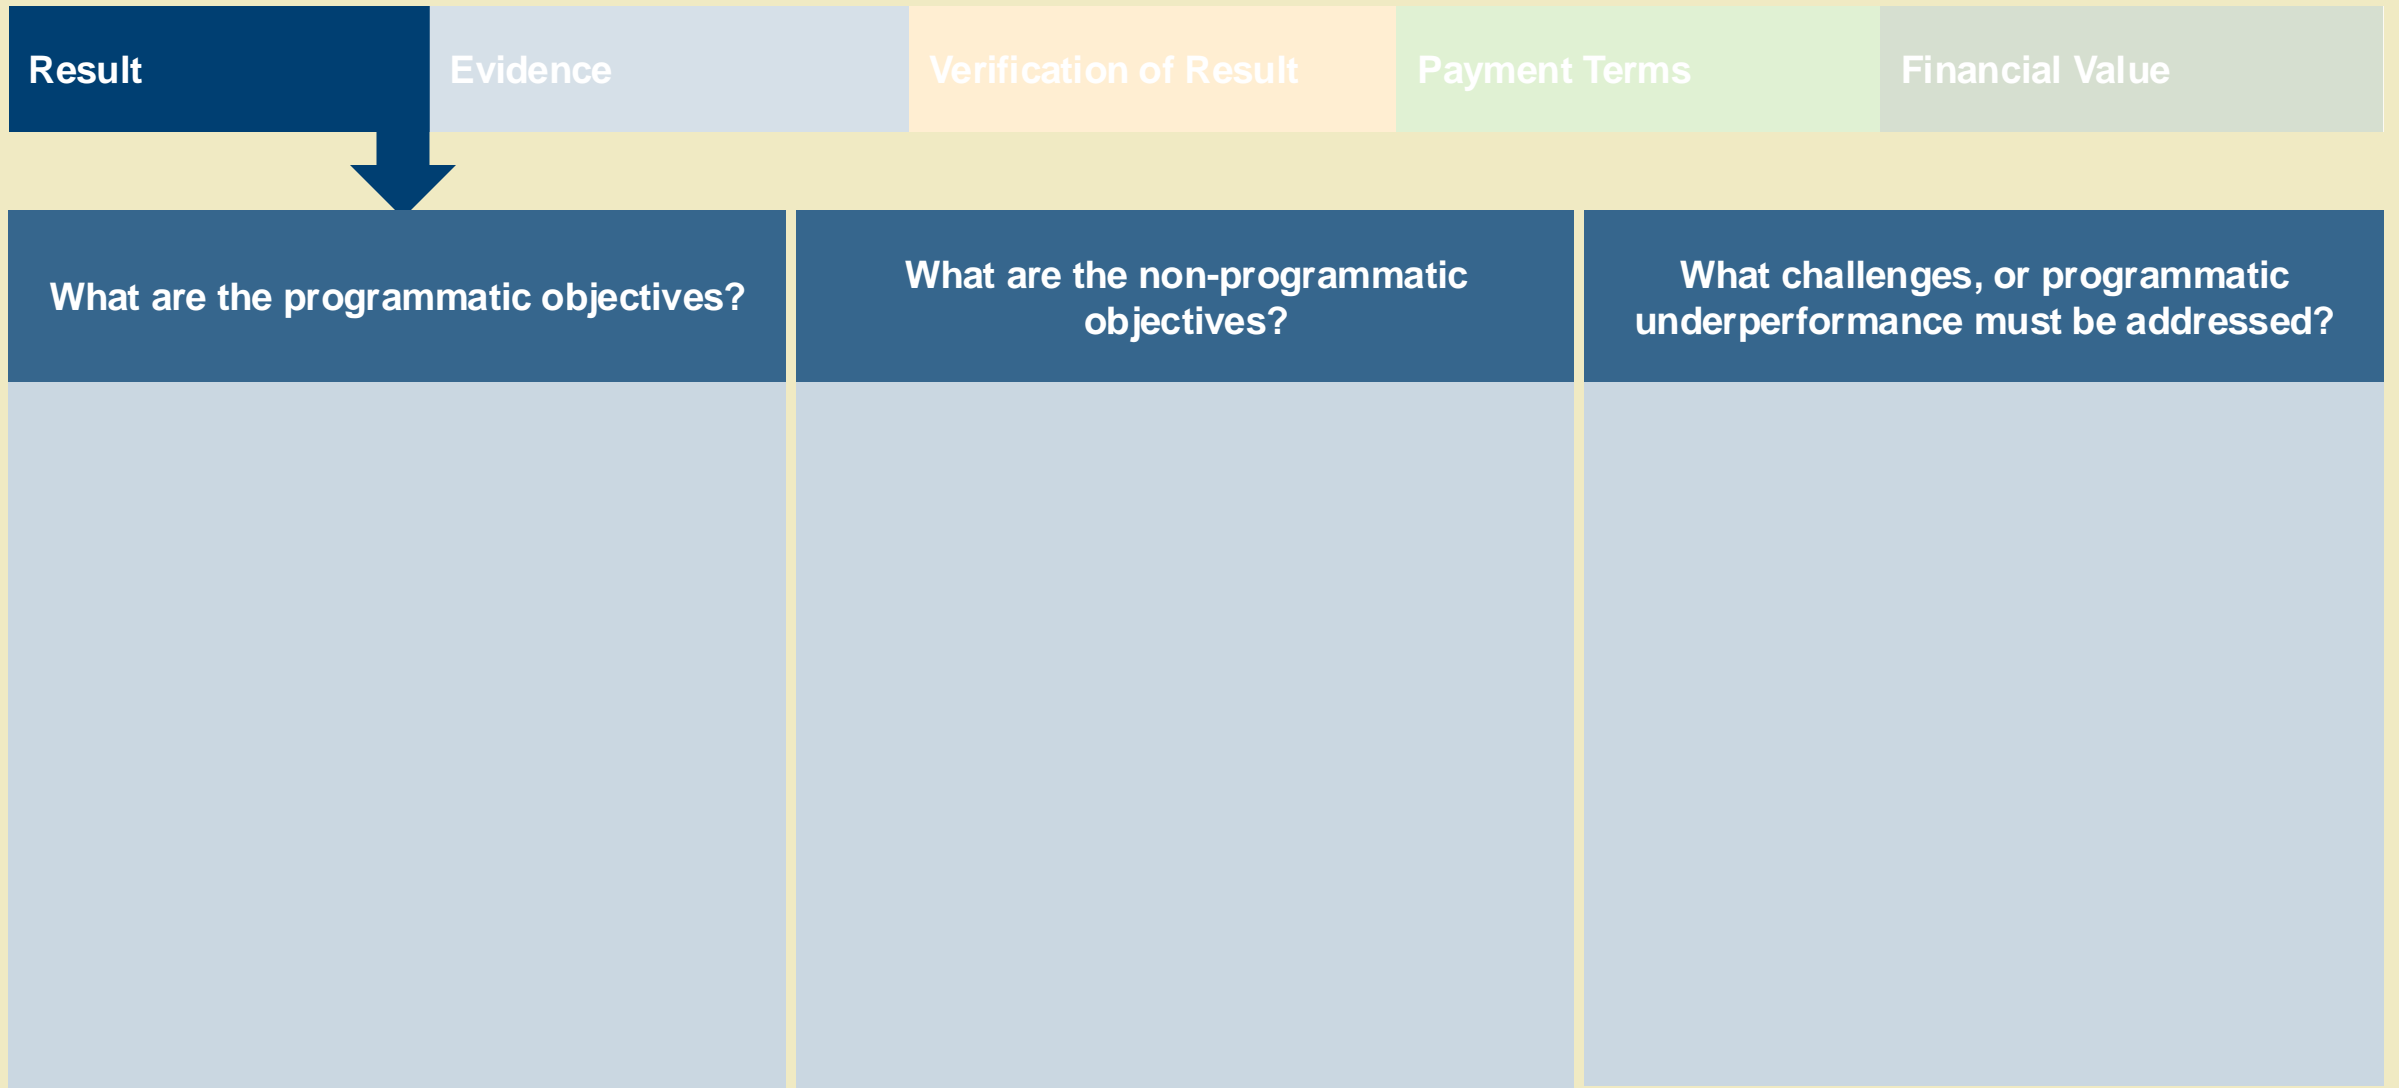 Result
Evidence
Verification of Result
Payment Terms
Financial Value
What are the programmatic objectives?
What are the non-programmatic
objectives?
What challenges, or programmatic
underperformance must be addressed?